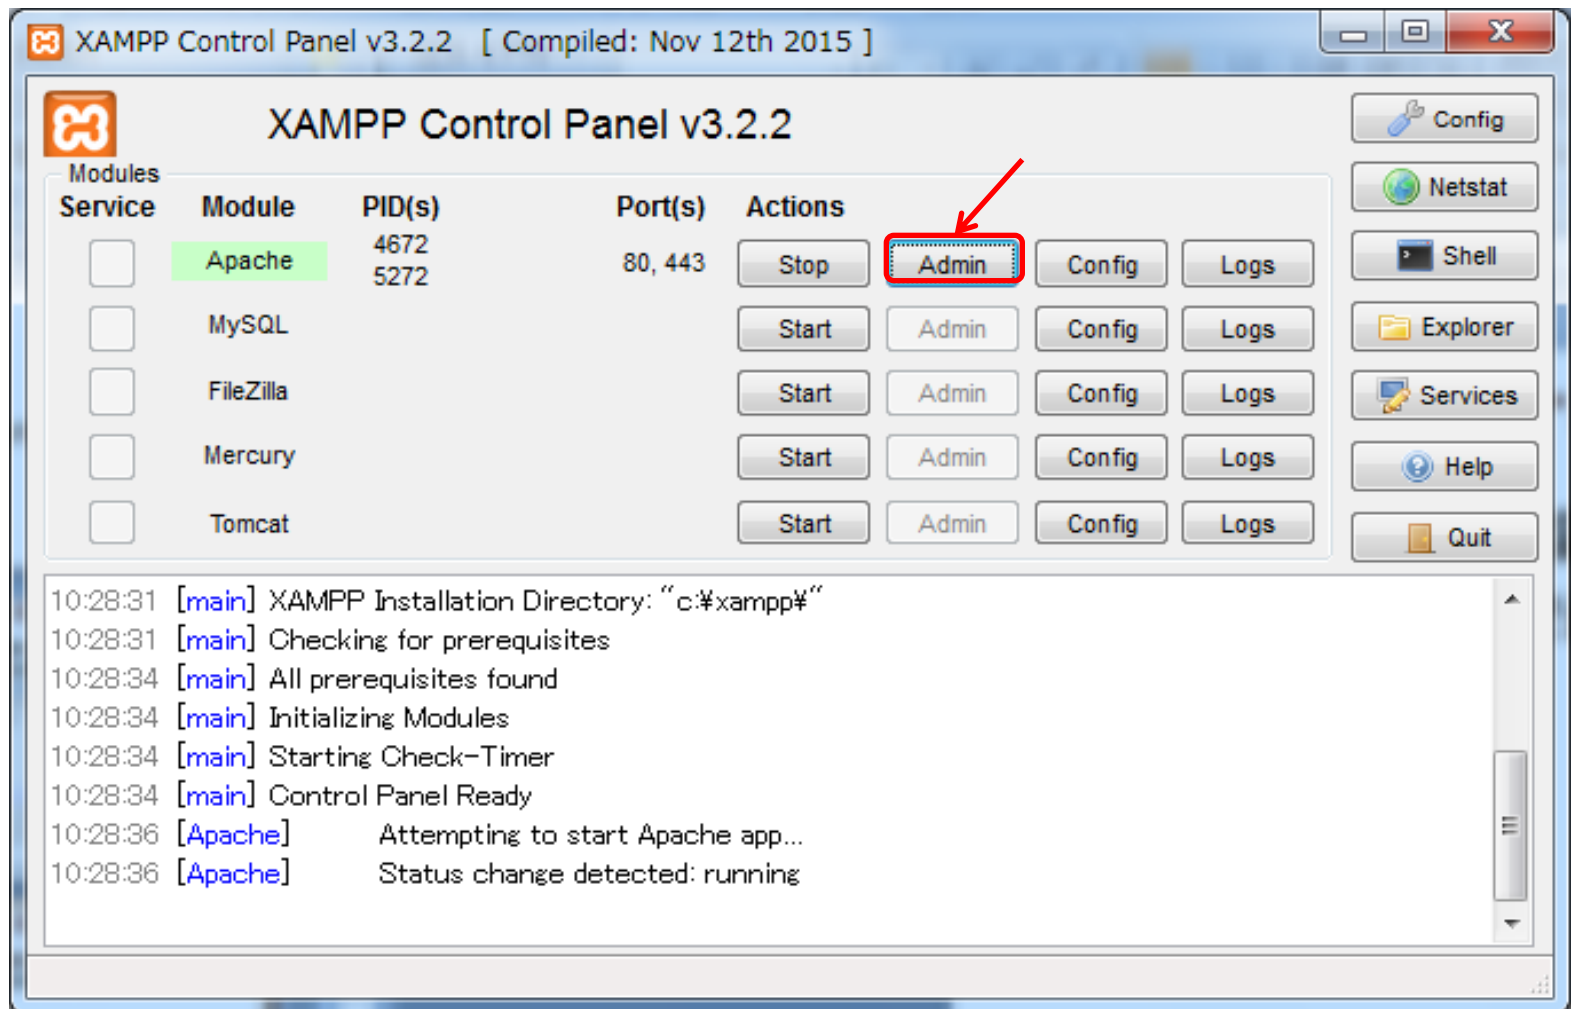 XAMPP Control Panel v3.2.2 [ Compiled: Nov 12th 2015 ]
XAMPP Control Panel v3.2.2
Config
Modules
Service Module PID(s) Port(s) Actions
Netstat
Apache 4672 5272 80, 443 Stop Admin Config Logs
Shell
MySQL Start Admin Config Logs
Explorer
FileZilla Start Admin Config Logs
Services
Mercury Start Admin Config Logs
Help
Tomcat Start Admin Config Logs
Quit
10:28:31 [main] XAMPP Installation Directory: "c:¥xampp¥"
10:28:31 [main] Checking for prerequisites
10:28:34 [main] All prerequisites found
10:28:34 [main] Initializing Modules
10:28:34 [main] Starting Check-Timer
10:28:34 [main] Control Panel Ready
10:28:36 [Apache] Attempting to start Apache app...
10:28:36 [Apache] Status change detected: running